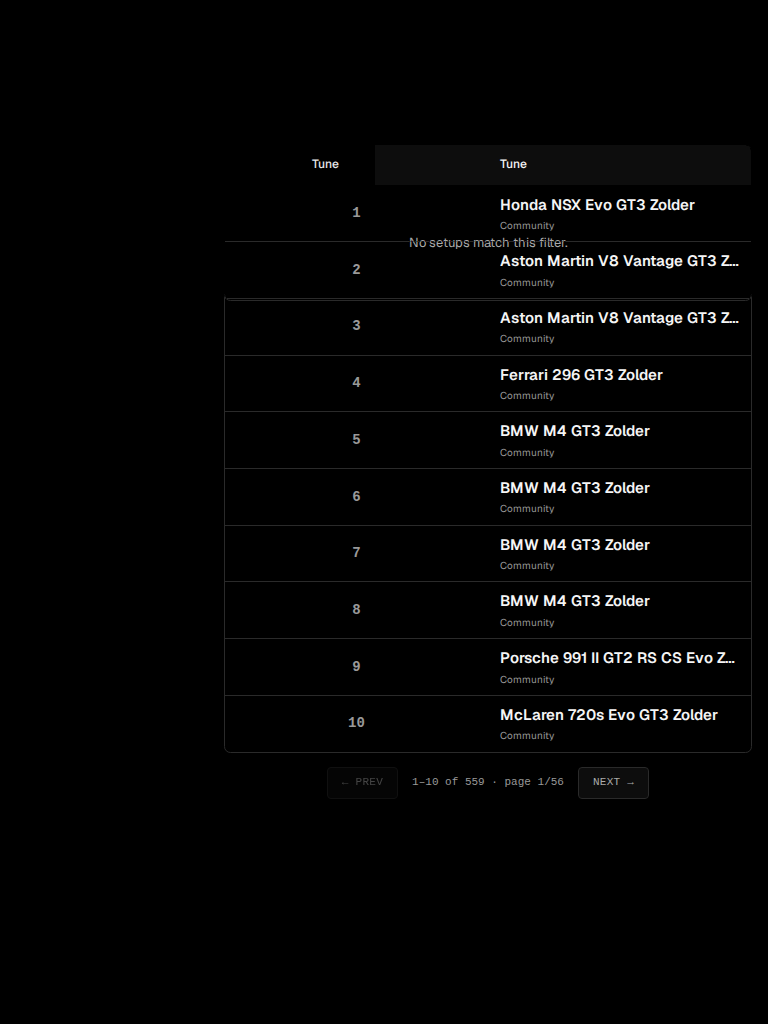 Tune Tune
1 Honda NSX Evo GT3 Zolder
Community
No setups match this filter.
2 Aston Martin V8 Vantage GT3 Z…
Community
3 Aston Martin V8 Vantage GT3 Z…
Community
4 Ferrari 296 GT3 Zolder
Community
5 BMW M4 GT3 Zolder
Community
6 BMW M4 GT3 Zolder
Community
7 BMW M4 GT3 Zolder
Community
8 BMW M4 GT3 Zolder
Community
9 Porsche 991 II GT2 RS CS Evo Z…
Community
10 McLaren 720s Evo GT3 Zolder
Community
← PREV 1–10 of 559 · page 1/56 NEXT →